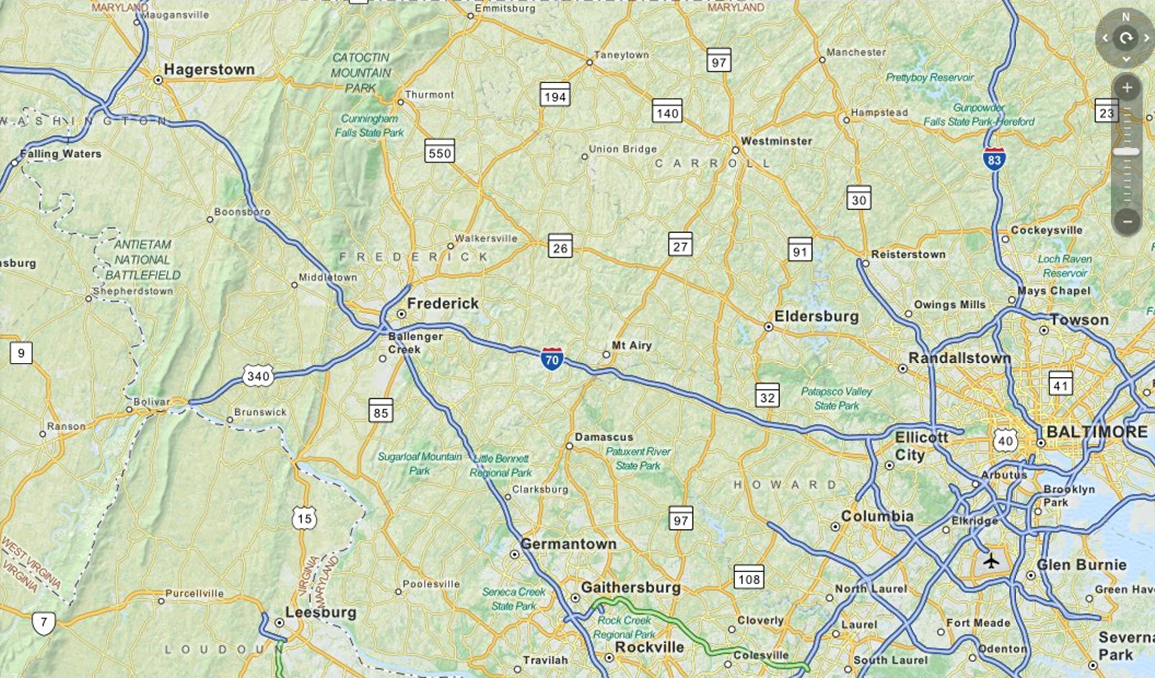 MARYLAND
Emmitsburg
MARYLAND
N
Maugansville
Taneytown
97
Manchester
Hagerstown
CATOCTIN
MOUNTAIN
PARK
Prettyboy Reservoir
Thurmont
194
140
Hampstead
Gunpowder
Falls State Park-Hereford
23
WASHINGTON
Cunningham
Falls State Park
550
Union Bridge
Westminster
CARROLL
83
Falling Waters
30
Boonsboro
Walkersville
26
27
91
Cockeysville
ANTIETAM
NATIONAL
BATTLEFIELD
FREDERICK
Reisterstown
Loch Raven
Reservoir
nsburg
Shepherdstown
Middletown
Mays Chapel
Frederick
Owings Mills
Eldersburg
Towson
Ballenger
Creek
Mt Airy
9
70
Randallstown
340
32
Patapsco Valley
State Park
41
Bolivar
Brunswick
85
Ranson
Damascus
Ellicott
City
40
BALTIMORE
Sugarloaf Mountain
Park
Little Bennett
Regional Park
Patuxent River
State Park
Arbutus
HOWARD
Clarksburg
Brooklyn
Park
15
97
Columbia
Elkridge
WEST VIRGINIA
VIRGINIA
VIRGINIA
MARYLAND
Germantown
Glen Burnie
Poolesville
Gaithersburg
108
North Laurel
Green Hav
Purcellville
Seneca Creek
State Park
7
Leesburg
Rock Creek
Regional Park
Cloverly
Laurel
Fort Meade
Severna
Park
LOUDOUN
Rockville
Travilah
Colesville
South Laurel
Odenton